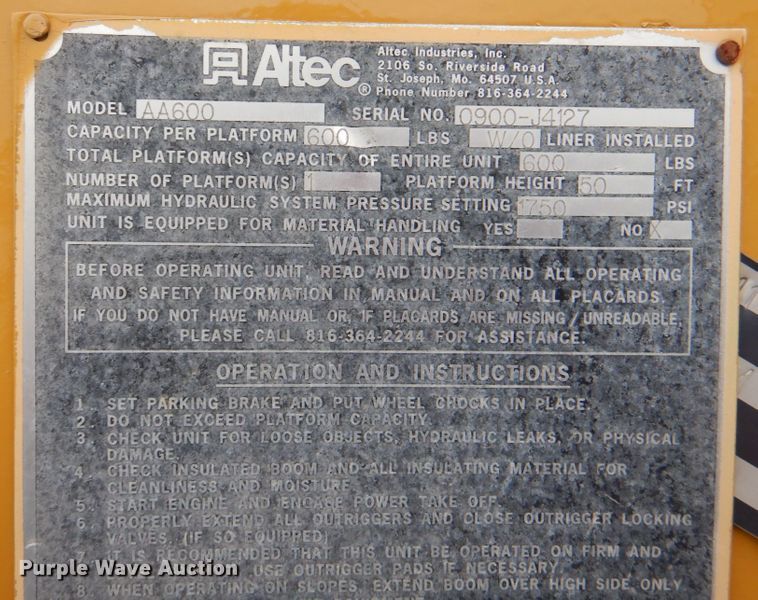 Altec
Altec Industries, Inc.
2106 So. Riverside Road
St. Joseph, Mo. 64507 U.S.A.
® Phone Number 816-364-2244
MODEL AA600 SERIAL NO. 0900-J4127
CAPACITY PER PLATFORM 600 LBS W/O LINER INSTALLED
TOTAL PLATFORM(S) CAPACITY OF ENTIRE UNIT 600 LBS
NUMBER OF PLATFORM(S) 1 PLATFORM HEIGHT 50 FT
MAXIMUM HYDRAULIC SYSTEM PRESSURE SETTING 1750 PSI
UNIT IS EQUIPPED FOR MATERIAL HANDLING YES NO X
WARNING
BEFORE OPERATING UNIT, READ AND UNDERSTAND ALL OPERATING
AND SAFETY INFORMATION IN MANUAL AND ON ALL PLACARDS.
IF YOU DO NOT HAVE MANUAL OR IF PLACARDS ARE MISSING/UNREADABLE,
PLEASE CALL 816-364-2244 FOR ASSISTANCE.
OPERATION AND INSTRUCTIONS
1. SET PARKING BRAKE AND PUT WHEEL CHOCKS IN PLACE.
2. DO NOT EXCEED PLATFORM CAPACITY.
3. CHECK UNIT FOR LOOSE OBJECTS, HYDRAULIC LEAKS, OR PHYSICAL
DAMAGE.
4. CHECK INSULATED BOOM AND ALL INSULATING MATERIAL FOR
CLEANLINESS AND MOISTURE.
5. START ENGINE AND ENGAGE POWER TAKE OFF.
6. PROPERLY EXTEND ALL OUTRIGGERS AND CLOSE OUTRIGGER LOCKING
VALVES. (IF SO EQUIPPED)
7. IT IS RECOMMENDED THAT THIS UNIT BE OPERATED ON FIRM AND
USE OUTRIGGER PADS IF NECESSARY.
8. WHEN OPERATING ON SLOPES, EXTEND BOOM OVER HIGH SIDE ONLY
Purple Wave Auction